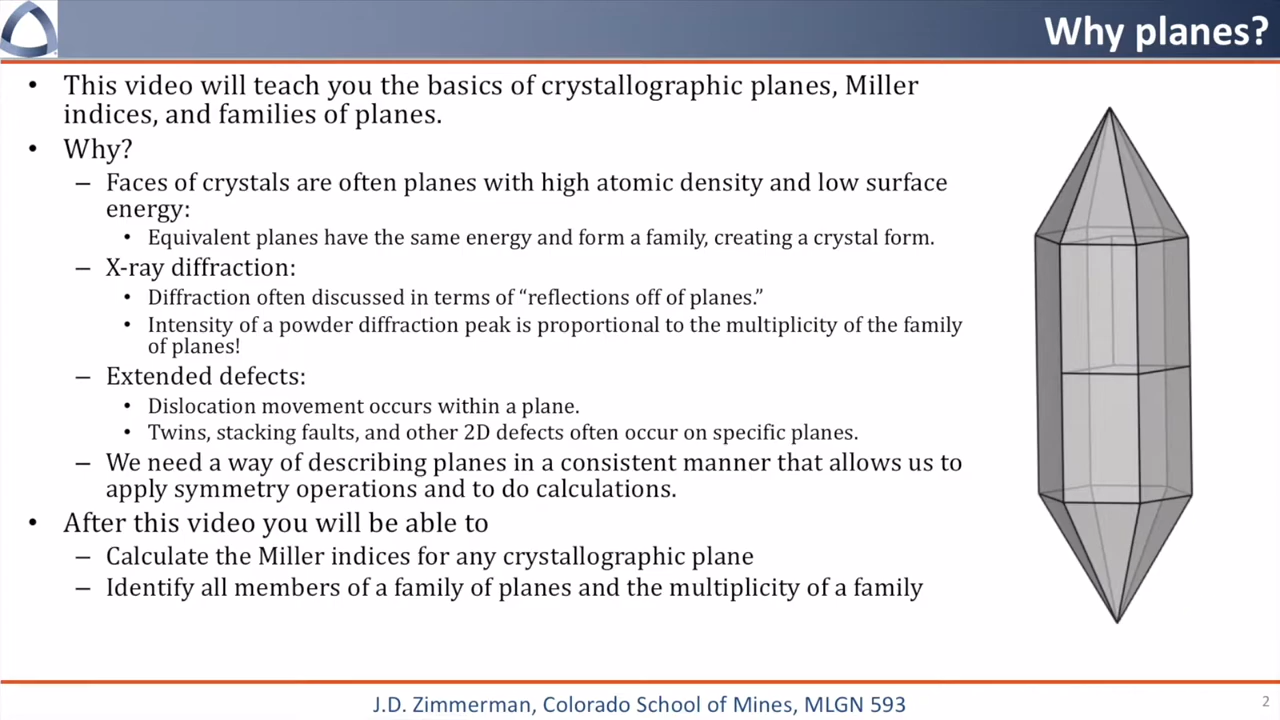 Why planes?
• This video will teach you the basics of crystallographic planes, Miller
indices, and families of planes.
• Why?
– Faces of crystals are often planes with high atomic density and low surface
energy:
• Equivalent planes have the same energy and form a family, creating a crystal form.
– X-ray diffraction:
• Diffraction often discussed in terms of “reflections off of planes.”
• Intensity of a powder diffraction peak is proportional to the multiplicity of the family
of planes!
– Extended defects:
• Dislocation movement occurs within a plane.
• Twins, stacking faults, and other 2D defects often occur on specific planes.
– We need a way of describing planes in a consistent manner that allows us to
apply symmetry operations and to do calculations.
• After this video you will be able to
– Calculate the Miller indices for any crystallographic plane
– Identify all members of a family of planes and the multiplicity of a family
J.D. Zimmerman, Colorado School of Mines, MLGN 593
2